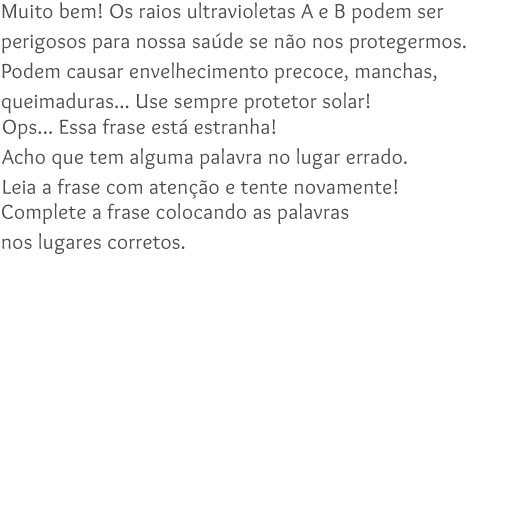 Muito bem! Os raios ultravioletas A e B podem ser
perigosos para nossa saúde se não nos protegermos.
Podem causar envelhecimento precoce, manchas,
queimaduras... Use sempre protetor solar!
Ops... Essa frase está estranha!
Acho que tem alguma palavra no lugar errado.
Leia a frase com atenção e tente novamente!
Complete a frase colocando as palavras
nos lugares corretos.